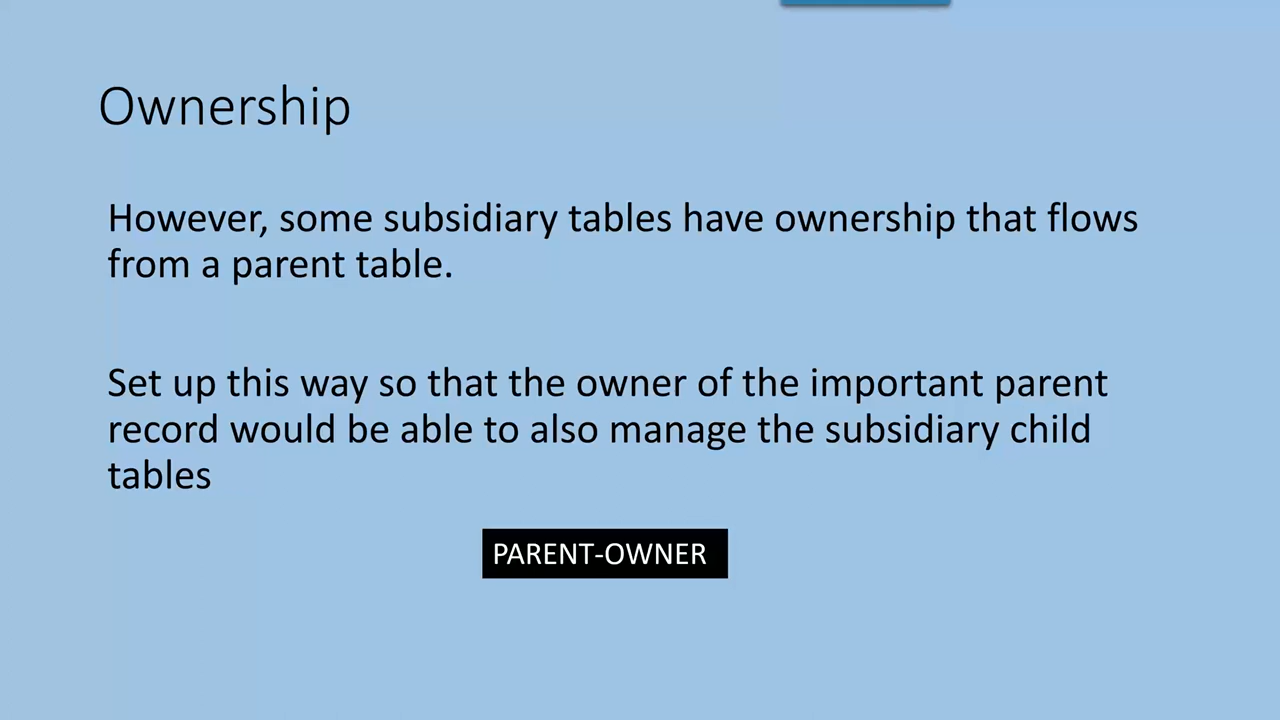 Ownership
However, some subsidiary tables have ownership that flows
from a parent table.
Set up this way so that the owner of the important parent
record would be able to also manage the subsidiary child
tables
PARENT-OWNER